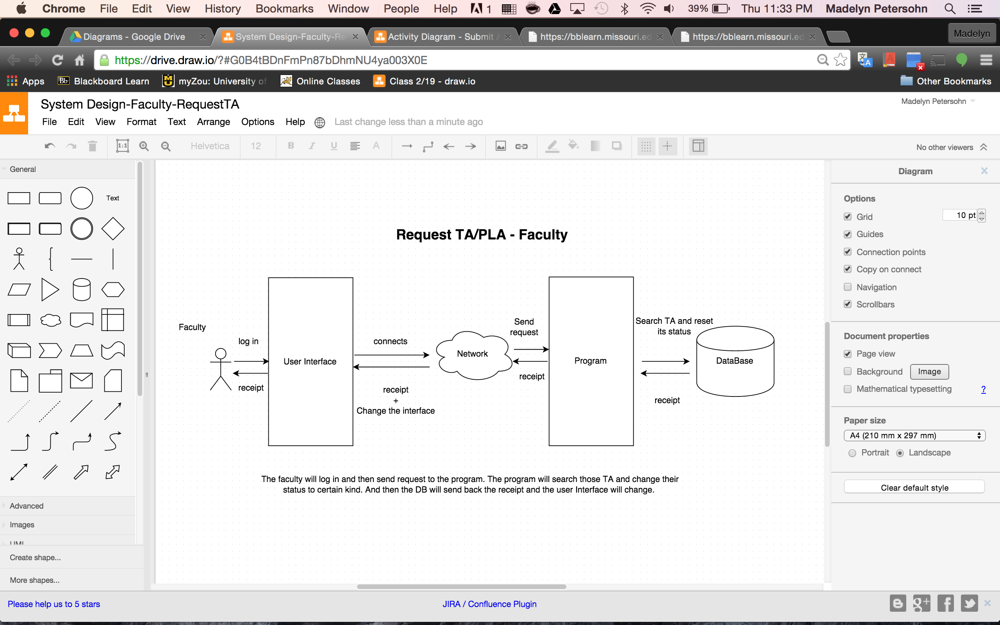 Chrome File Edit View History Bookmarks Window People Help 1 39% Thu 11:33 PM Madelyn Petersohn
Diagrams - Google Drive System Design-Faculty-Re Activity Diagram - Submit https://bblearn.missouri.ed https://bblearn.missouri.ed Madelyn
https://drive.draw.io/?#G0B4tBDnFmPn87bDhmNU4ya003X0E
Apps Bb Blackboard Learn MU myZou: University of Online Classes Class 2/19 - draw.io Other Bookmarks
System Design-Faculty-RequestTA Madelyn Petersohn
File Edit View Format Text Arrange Options Help Last change less than a minute ago
1:1 Helvetica 12 B I U A No other viewers
General
Text
Advanced
Images
UML
Create shape...
More shapes...
Request TA/PLA - Faculty
Faculty
log in
receipt
User Interface
connects
receipt
+
Change the interface
Network
Send
request
receipt
Program
Search TA and reset
its status
receipt
DataBase
The faculty will log in and then send request to the program. The program will search those TA and change their
status to certain kind. And then the DB will send back the receipt and the user Interface will change.
Diagram
Options
Grid 10 pt
Guides
Connection points
Copy on connect
Navigation
Scrollbars
Document properties
Page view
Background Image
Mathematical typesetting ?
Paper size
A4 (210 mm x 297 mm)
Portrait Landscape
Clear default style
Please help us to 5 stars JIRA / Confluence Plugin